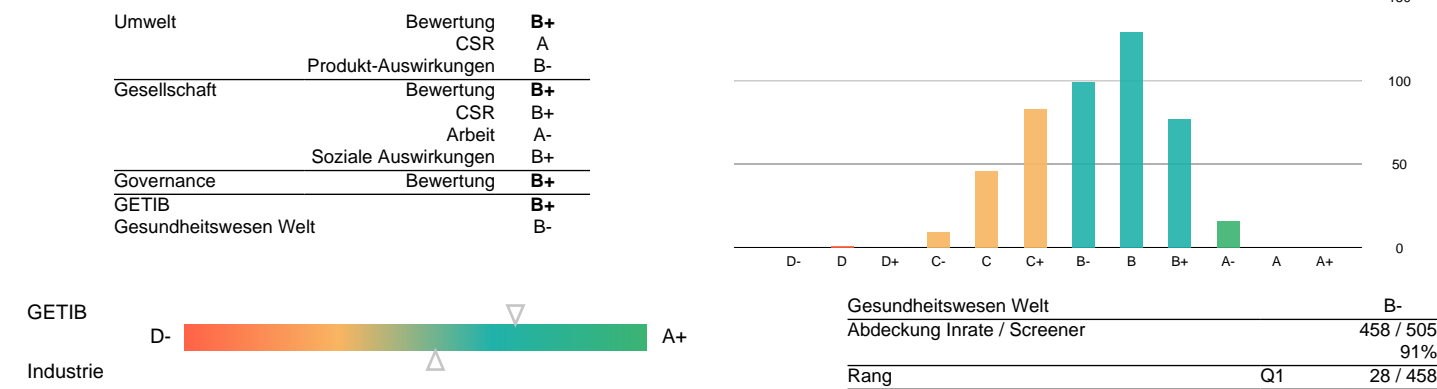 Umwelt Bewertung B+
CSR A
Produkt-Auswirkungen B-
Gesellschaft Bewertung B+
CSR B+
Arbeit A-
Soziale Auswirkungen B+
Governance Bewertung B+
GETIB B+
Gesundheitswesen Welt B-
100
50
0
D- D D+ C- C C+ B- B B+ A- A A+
GETIB
D- A+
Industrie
Gesundheitswesen Welt B-
Abdeckung Inrate / Screener 458 / 505
91%
Rang Q1 28 / 458